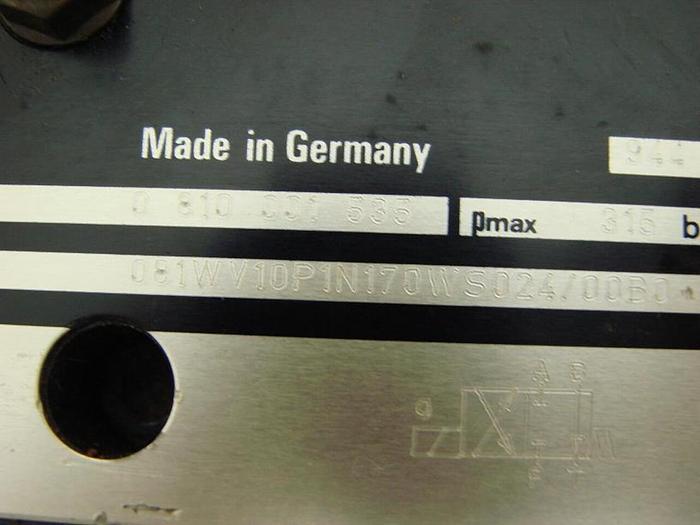 Made in Germany 944
0 810 001 535 pmax 315 b
081WV10P1N170WS024/00B0
A B
a
P T